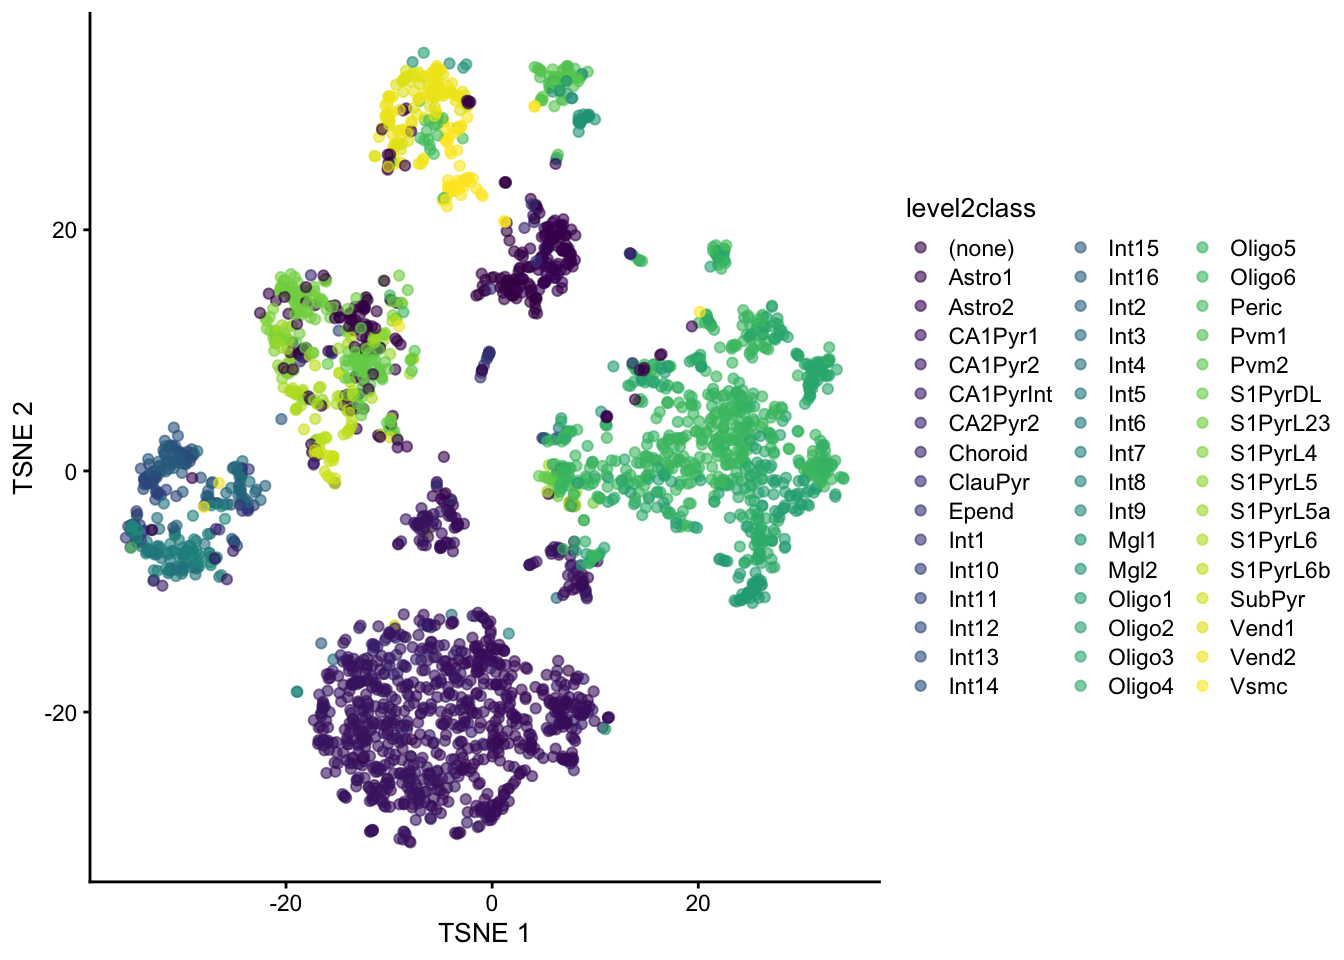 20
0
-20
TSNE 2
-20
0
20
TSNE 1
level2class
(none)
Astro1
Astro2
CA1Pyr1
CA1Pyr2
CA1PyrInt
CA2Pyr2
Choroid
ClauPyr
Epend
Int1
Int10
Int11
Int12
Int13
Int14
Int15
Int16
Int2
Int3
Int4
Int5
Int6
Int7
Int8
Int9
Mgl1
Mgl2
Oligo1
Oligo2
Oligo3
Oligo4
Oligo5
Oligo6
Peric
Pvm1
Pvm2
S1PyrDL
S1PyrL23
S1PyrL4
S1PyrL5
S1PyrL5a
S1PyrL6
S1PyrL6b
SubPyr
Vend1
Vend2
Vsmc